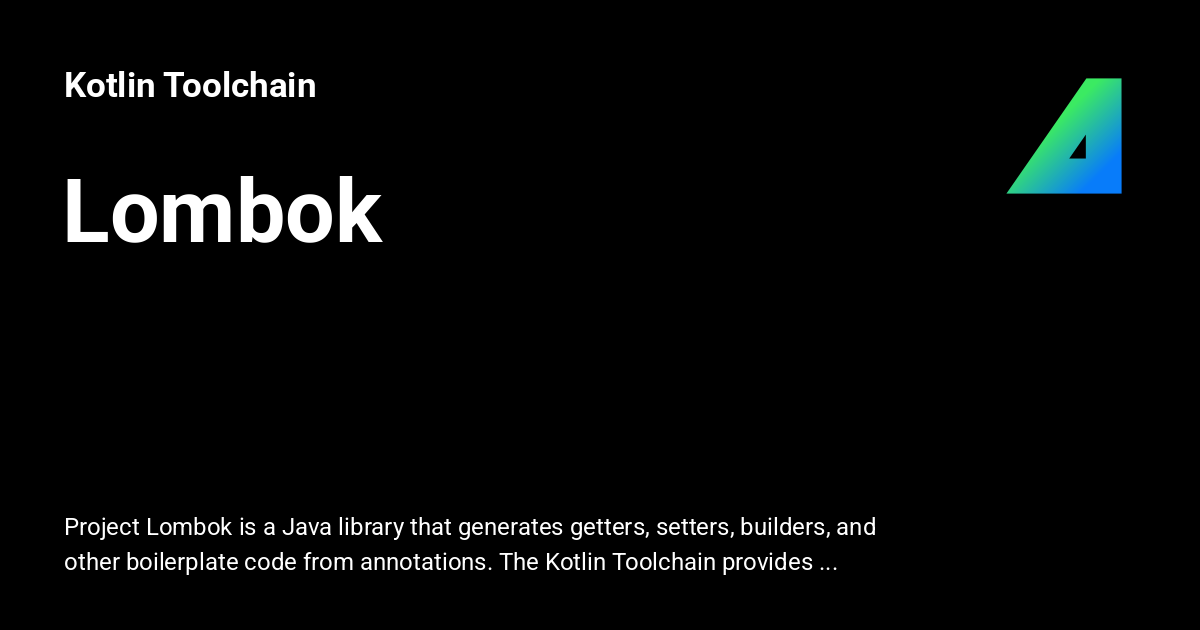 Kotlin Toolchain
Lombok
Project Lombok is a Java library that generates getters, setters, builders, and
other boilerplate code from annotations. The Kotlin Toolchain provides ...